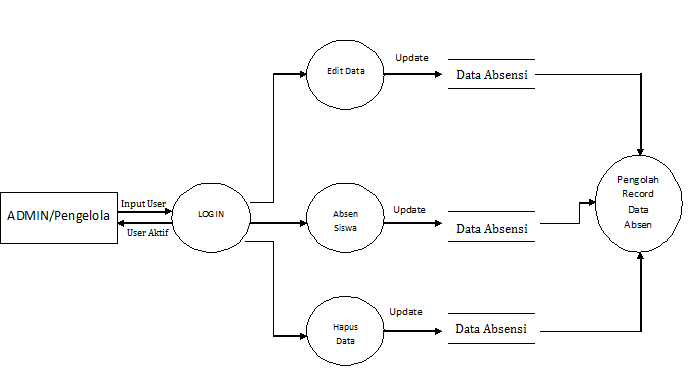 Edit Data
Update
Data Absensi
ADMIN/Pengelola
Input User
User Aktif
LOGIN
Absen
Siswa
Update
Data Absensi
Pengolah
Record
Data
Absen
Hapus
Data
Update
Data Absensi